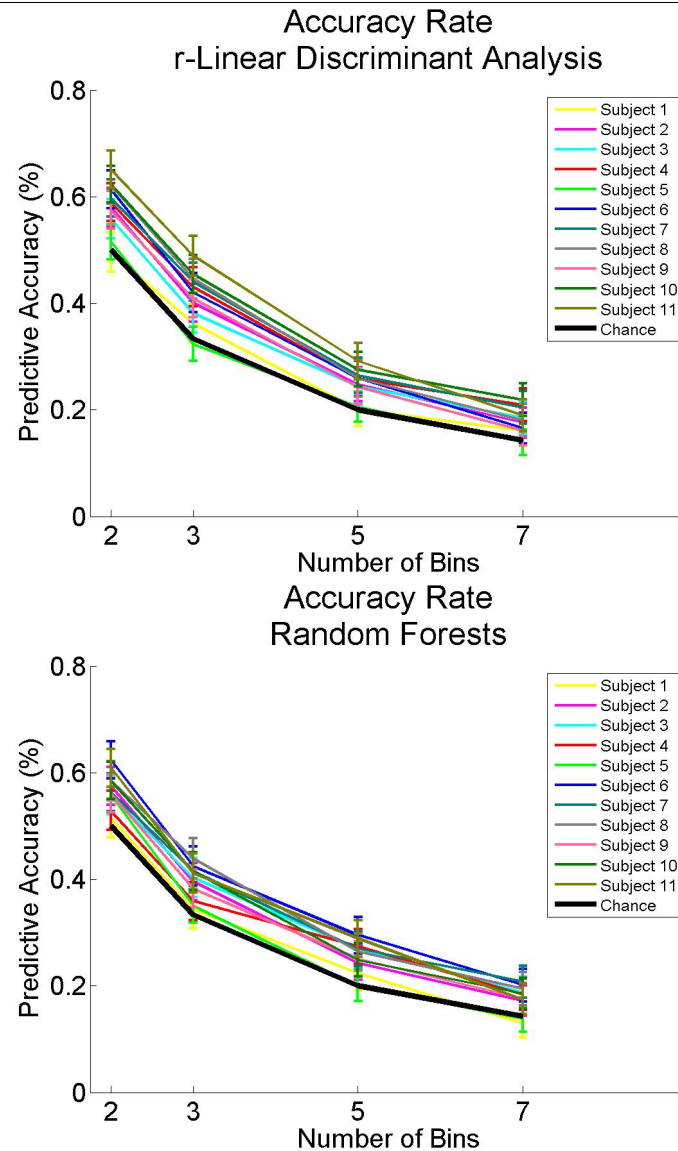 Accuracy Rate
r-Linear Discriminant Analysis
Predictive Accuracy (%)
0.8
0.6
0.4
0.2
0
2 3 5 7
Number of Bins
Subject 1
Subject 2
Subject 3
Subject 4
Subject 5
Subject 6
Subject 7
Subject 8
Subject 9
Subject 10
Subject 11
Chance
Accuracy Rate
Random Forests
Predictive Accuracy (%)
0.8
0.6
0.4
0.2
0
2 3 5 7
Number of Bins
Subject 1
Subject 2
Subject 3
Subject 4
Subject 5
Subject 6
Subject 7
Subject 8
Subject 9
Subject 10
Subject 11
Chance